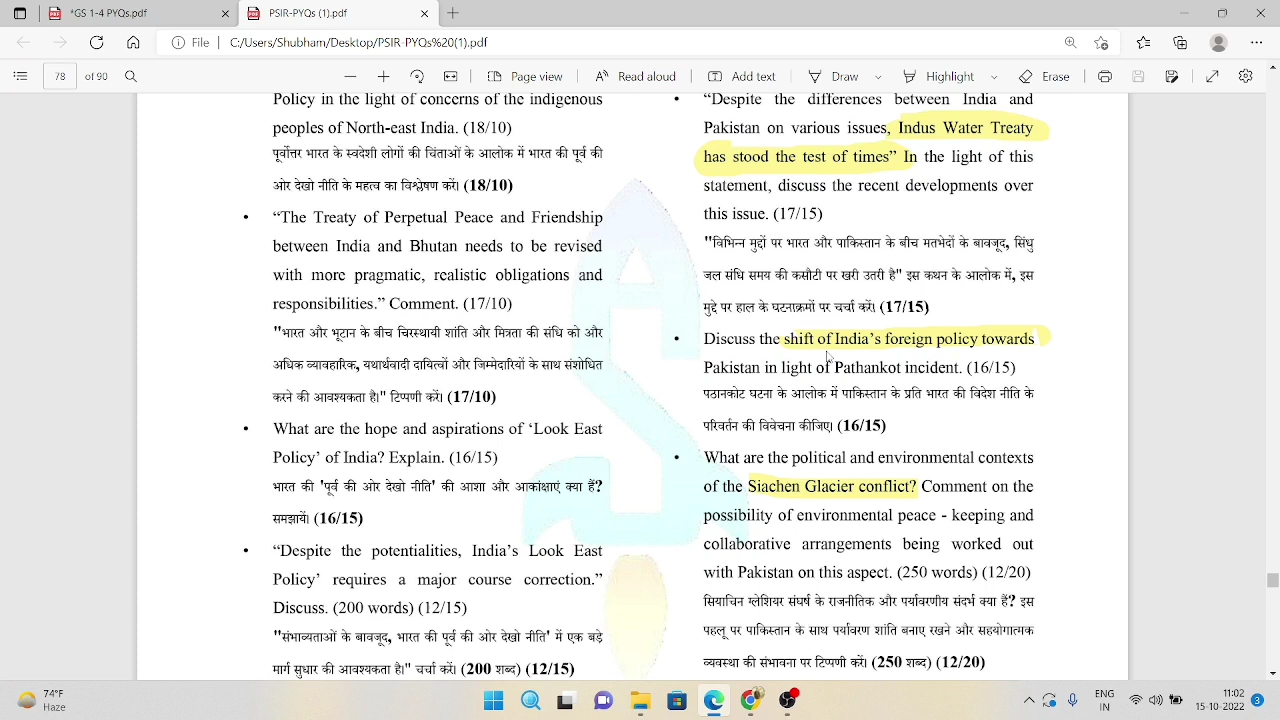 *GS 1-4 PYQs.pdf
PSIR-PYQs (1).pdf
File
C:/Users/Shubham/Desktop/PSIR-PYQs%20(1).pdf
78 of 90
Page view
Read aloud
Add text
Draw
Highlight
Erase
Policy in the light of concerns of the indigenous
peoples of North-east India. (18/10)
पूर्वोत्तर भारत के स्वदेशी लोगों की चिंताओं के आलोक में भारत की पूर्व की
ओर देखो नीति के महत्व का विश्लेषण करें। (18/10)
• “The Treaty of Perpetual Peace and Friendship
between India and Bhutan needs to be revised
with more pragmatic, realistic obligations and
responsibilities.” Comment. (17/10)
"भारत और भूटान के बीच चिरस्थायी शांति और मित्रता की संधि को और
अधिक व्यावहारिक, यथार्थवादी दायित्वों और जिम्मेदारियों के साथ संशोधित
करने की आवश्यकता है।" टिप्पणी करें। (17/10)
• What are the hope and aspirations of ‘Look East
Policy’ of India? Explain. (16/15)
भारत की 'पूर्व की ओर देखो नीति' की आशा और आकांक्षाएं क्या हैं?
समझायें। (16/15)
• “Despite the potentialities, India’s Look East
Policy’ requires a major course correction.”
Discuss. (200 words) (12/15)
"संभाव्यताओं के बावजूद, भारत की पूर्व की ओर देखो नीति' में एक बड़े
मार्ग सुधार की आवश्यकता है।" चर्चा करें। (200 शब्द) (12/15)
• “Despite the differences between India and
Pakistan on various issues, Indus Water Treaty
has stood the test of times” In the light of this
statement, discuss the recent developments over
this issue. (17/15)
"विभिन्न मुद्दों पर भारत और पाकिस्तान के बीच मतभेदों के बावजूद, सिंधु
जल संधि समय की कसौटी पर खरी उतरी है" इस कथन के आलोक में, इस
मुद्दे पर हाल के घटनाक्रमों पर चर्चा करें। (17/15)
• Discuss the shift of India’s foreign policy towards
Pakistan in light of Pathankot incident. (16/15)
पठानकोट घटना के आलोक में पाकिस्तान के प्रति भारत की विदेश नीति के
परिवर्तन की विवेचना कीजिए। (16/15)
• What are the political and environmental contexts
of the Siachen Glacier conflict? Comment on the
possibility of environmental peace - keeping and
collaborative arrangements being worked out
with Pakistan on this aspect. (250 words) (12/20)
सियाचिन ग्लेशियर संघर्ष के राजनीतिक और पर्यावरणीय संदर्भ क्या हैं? इस
पहलू पर पाकिस्तान के साथ पर्यावरण शांति बनाए रखने और सहयोगात्मक
व्यवस्था की संभावना पर टिप्पणी करें। (250 शब्द) (12/20)
74°F
Haze
ENG
IN
11:02
15-10-2022
3